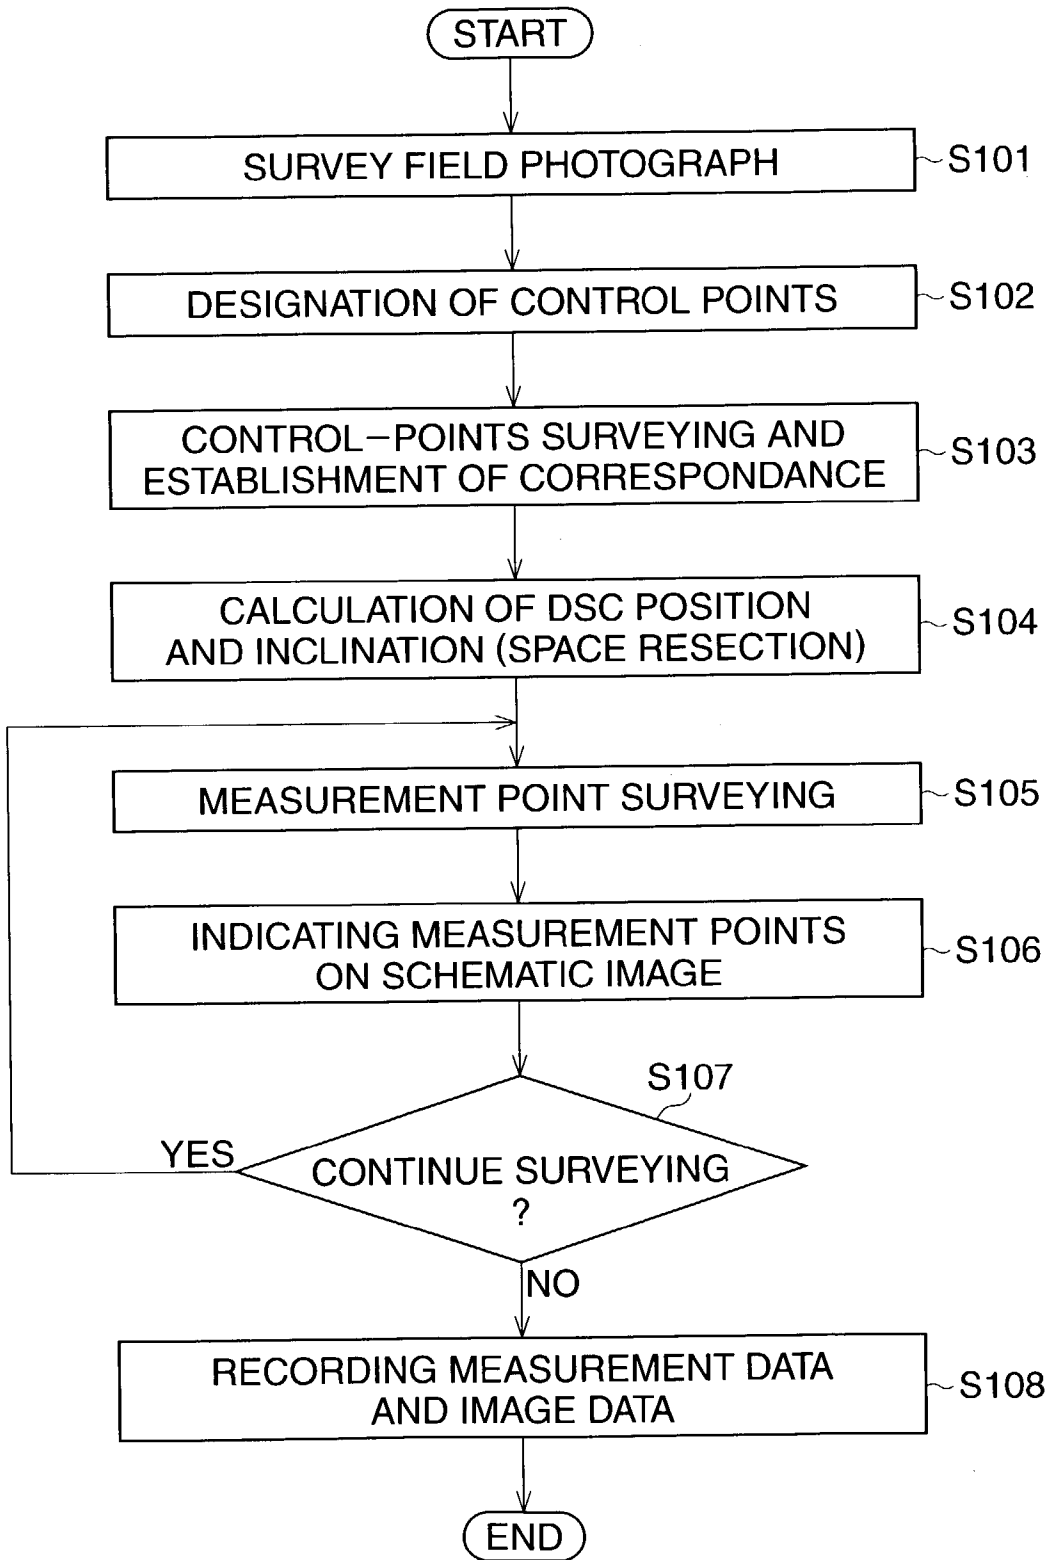 START
SURVEY FIELD PHOTOGRAPH
S101
DESIGNATION OF CONTROL POINTS
S102
CONTROL-POINTS SURVEYING AND
ESTABLISHMENT OF CORRESPONDANCE
S103
CALCULATION OF DSC POSITION
AND INCLINATION (SPACE RESECTION)
S104
MEASUREMENT POINT SURVEYING
S105
INDICATING MEASUREMENT POINTS
ON SCHEMATIC IMAGE
S106
S107
YES
CONTINUE SURVEYING
?
NO
RECORDING MEASUREMENT DATA
AND IMAGE DATA
S108
END